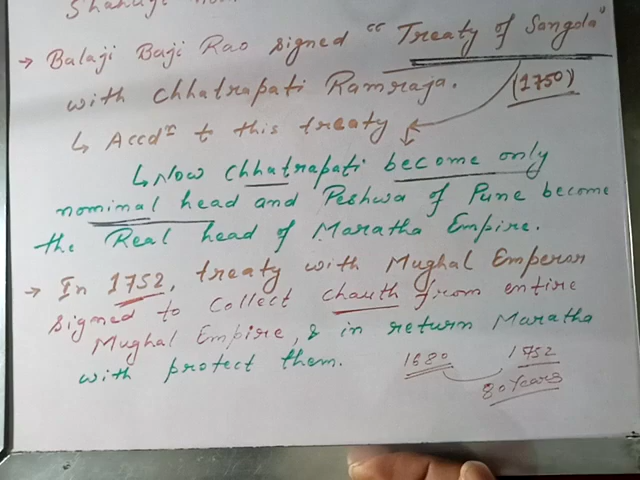 Shahuji
→ Balaji Baji Rao signed "Treaty of Sangola"
with Chhatrapati Ramraja. (1750)
↳ Accdⁿ to this treaty
↳ Now Chhatrapati become only
nominal head and Peshwa of Pune become
the Real head of Maratha Empire.
→ In 1752, treaty with Mughal Emperor
signed to collect chauth from entire
Mughal Empire, & in return Maratha
with protect them.
1680 1752
80 Years